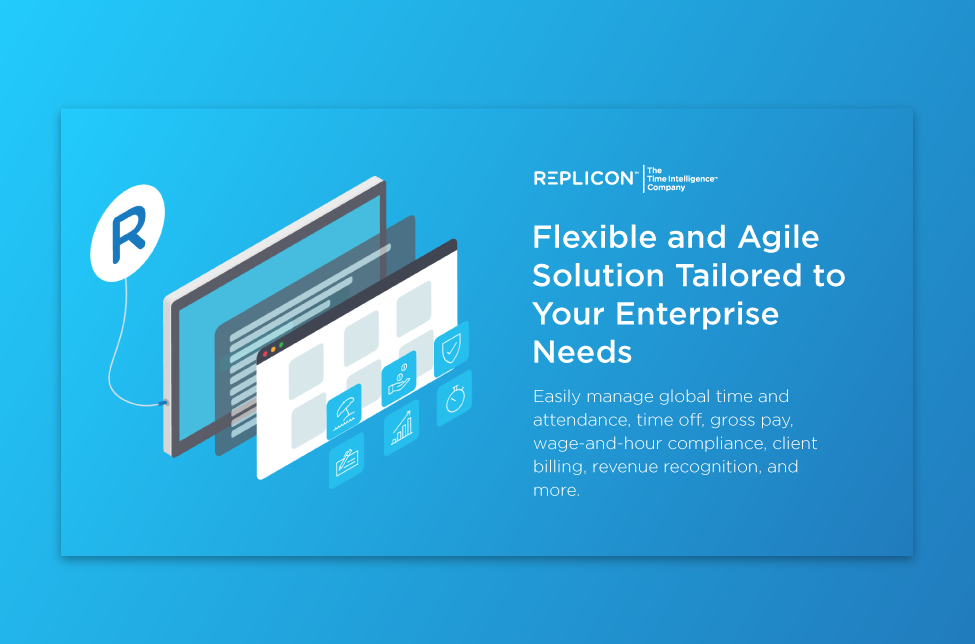 R
REPLICON™
The
Time Intelligence™
Company
Flexible and Agile
Solution Tailored to
Your Enterprise
Needs
Easily manage global time and
attendance, time off, gross pay,
wage-and-hour compliance, client
billing, revenue recognition, and
more.